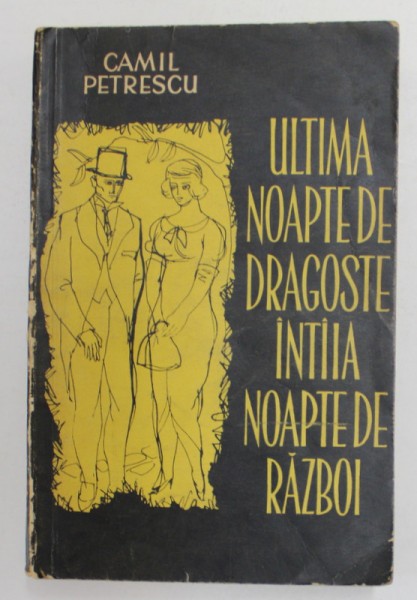 CAMIL
PETRESCU
ULTIMA
NOAPTE DE
DRAGOSTE
ÎNTÎIA
NOAPTE DE
RĂZBOI